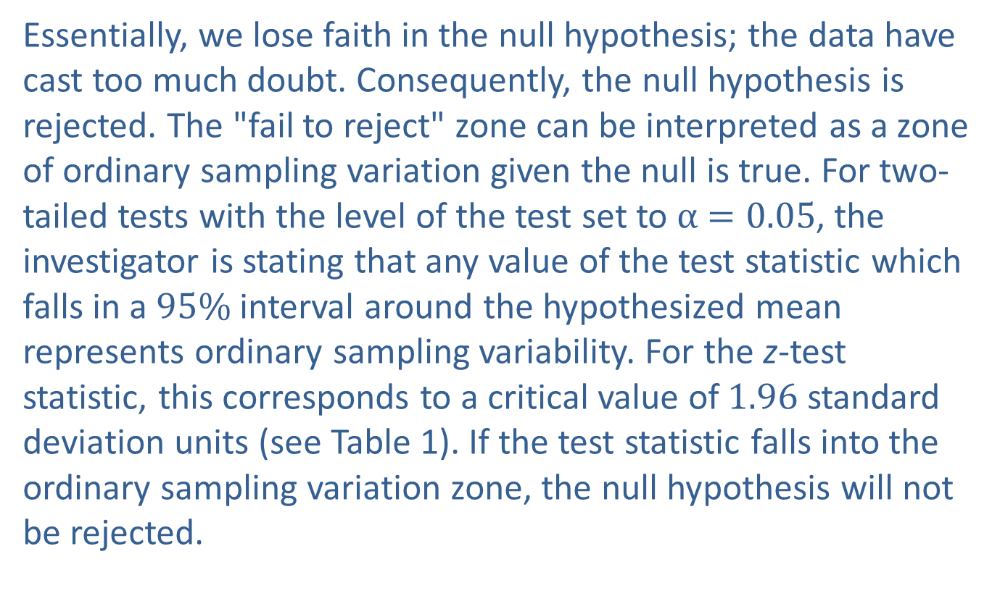 Essentially, we lose faith in the null hypothesis; the data have
cast too much doubt. Consequently, the null hypothesis is
rejected. The "fail to reject" zone can be interpreted as a zone
of ordinary sampling variation given the null is true. For two-
tailed tests with the level of the test set to α = 0.05, the
investigator is stating that any value of the test statistic which
falls in a 95% interval around the hypothesized mean
represents ordinary sampling variability. For the z-test
statistic, this corresponds to a critical value of 1.96 standard
deviation units (see Table 1). If the test statistic falls into the
ordinary sampling variation zone, the null hypothesis will not
be rejected.